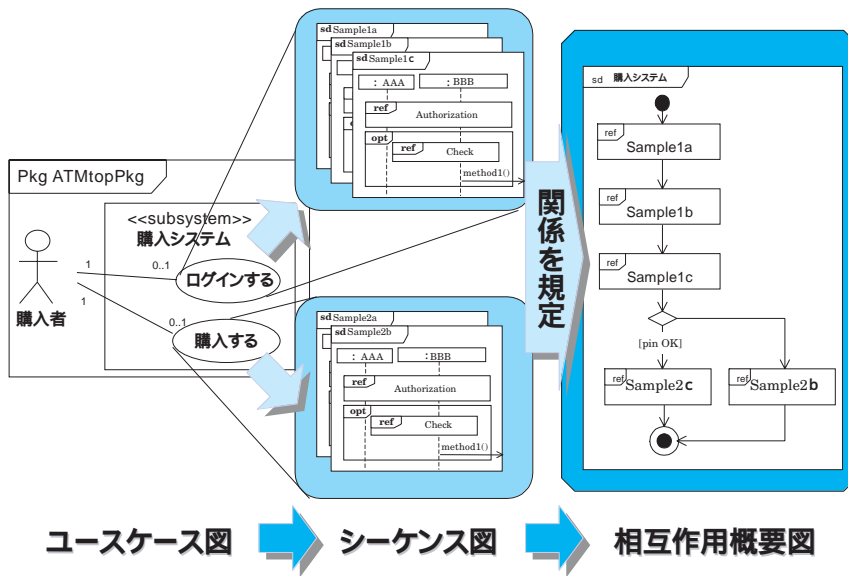 Pkg ATMtopPkg
<<subsystem>>
購入システム
購入者
1
0..1
ログインする
1
0..1
購入する
sd Sample1a
sd Sample1b
sd Sample1c
: AAA
: BBB
ref
Authorization
opt
ref
Check
method1()
sd Sample2a
sd Sample2b
: AAA
: BBB
ref
Authorization
opt
ref
Check
method1()
関係を規定
sd 購入システム
ref
Sample1a
ref
Sample1b
ref
Sample1c
[pin OK]
ref Sample2c
ref Sample2b
ユースケース図
シーケンス図
相互作用概要図